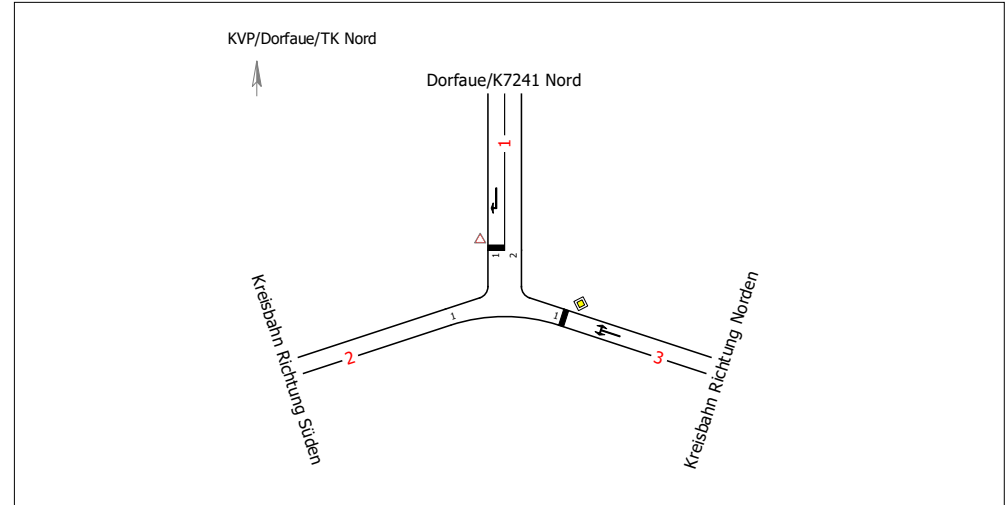 KVP/Dorfaue/TK Nord
Dorfaue/K7241 Nord
1
1
2
1
1
2
3
Kreisbahn Richtung Süden
Kreisbahn Richtung Norden